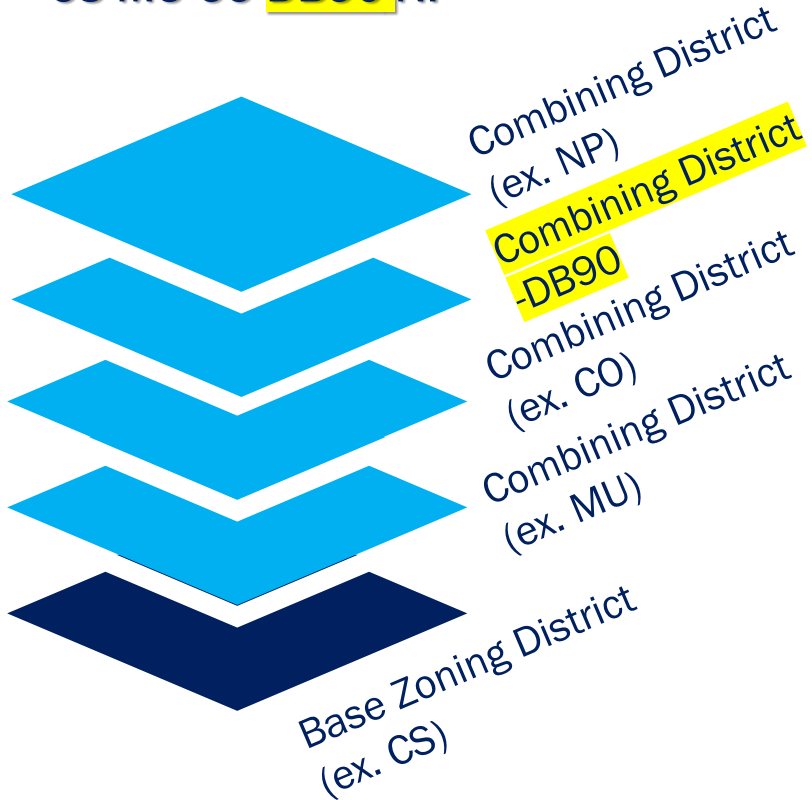 Combining District
(ex. NP)
Combining District
-DB90
Combining District
(ex. CO)
Combining District
(ex. MU)
Base Zoning District
(ex. CS)